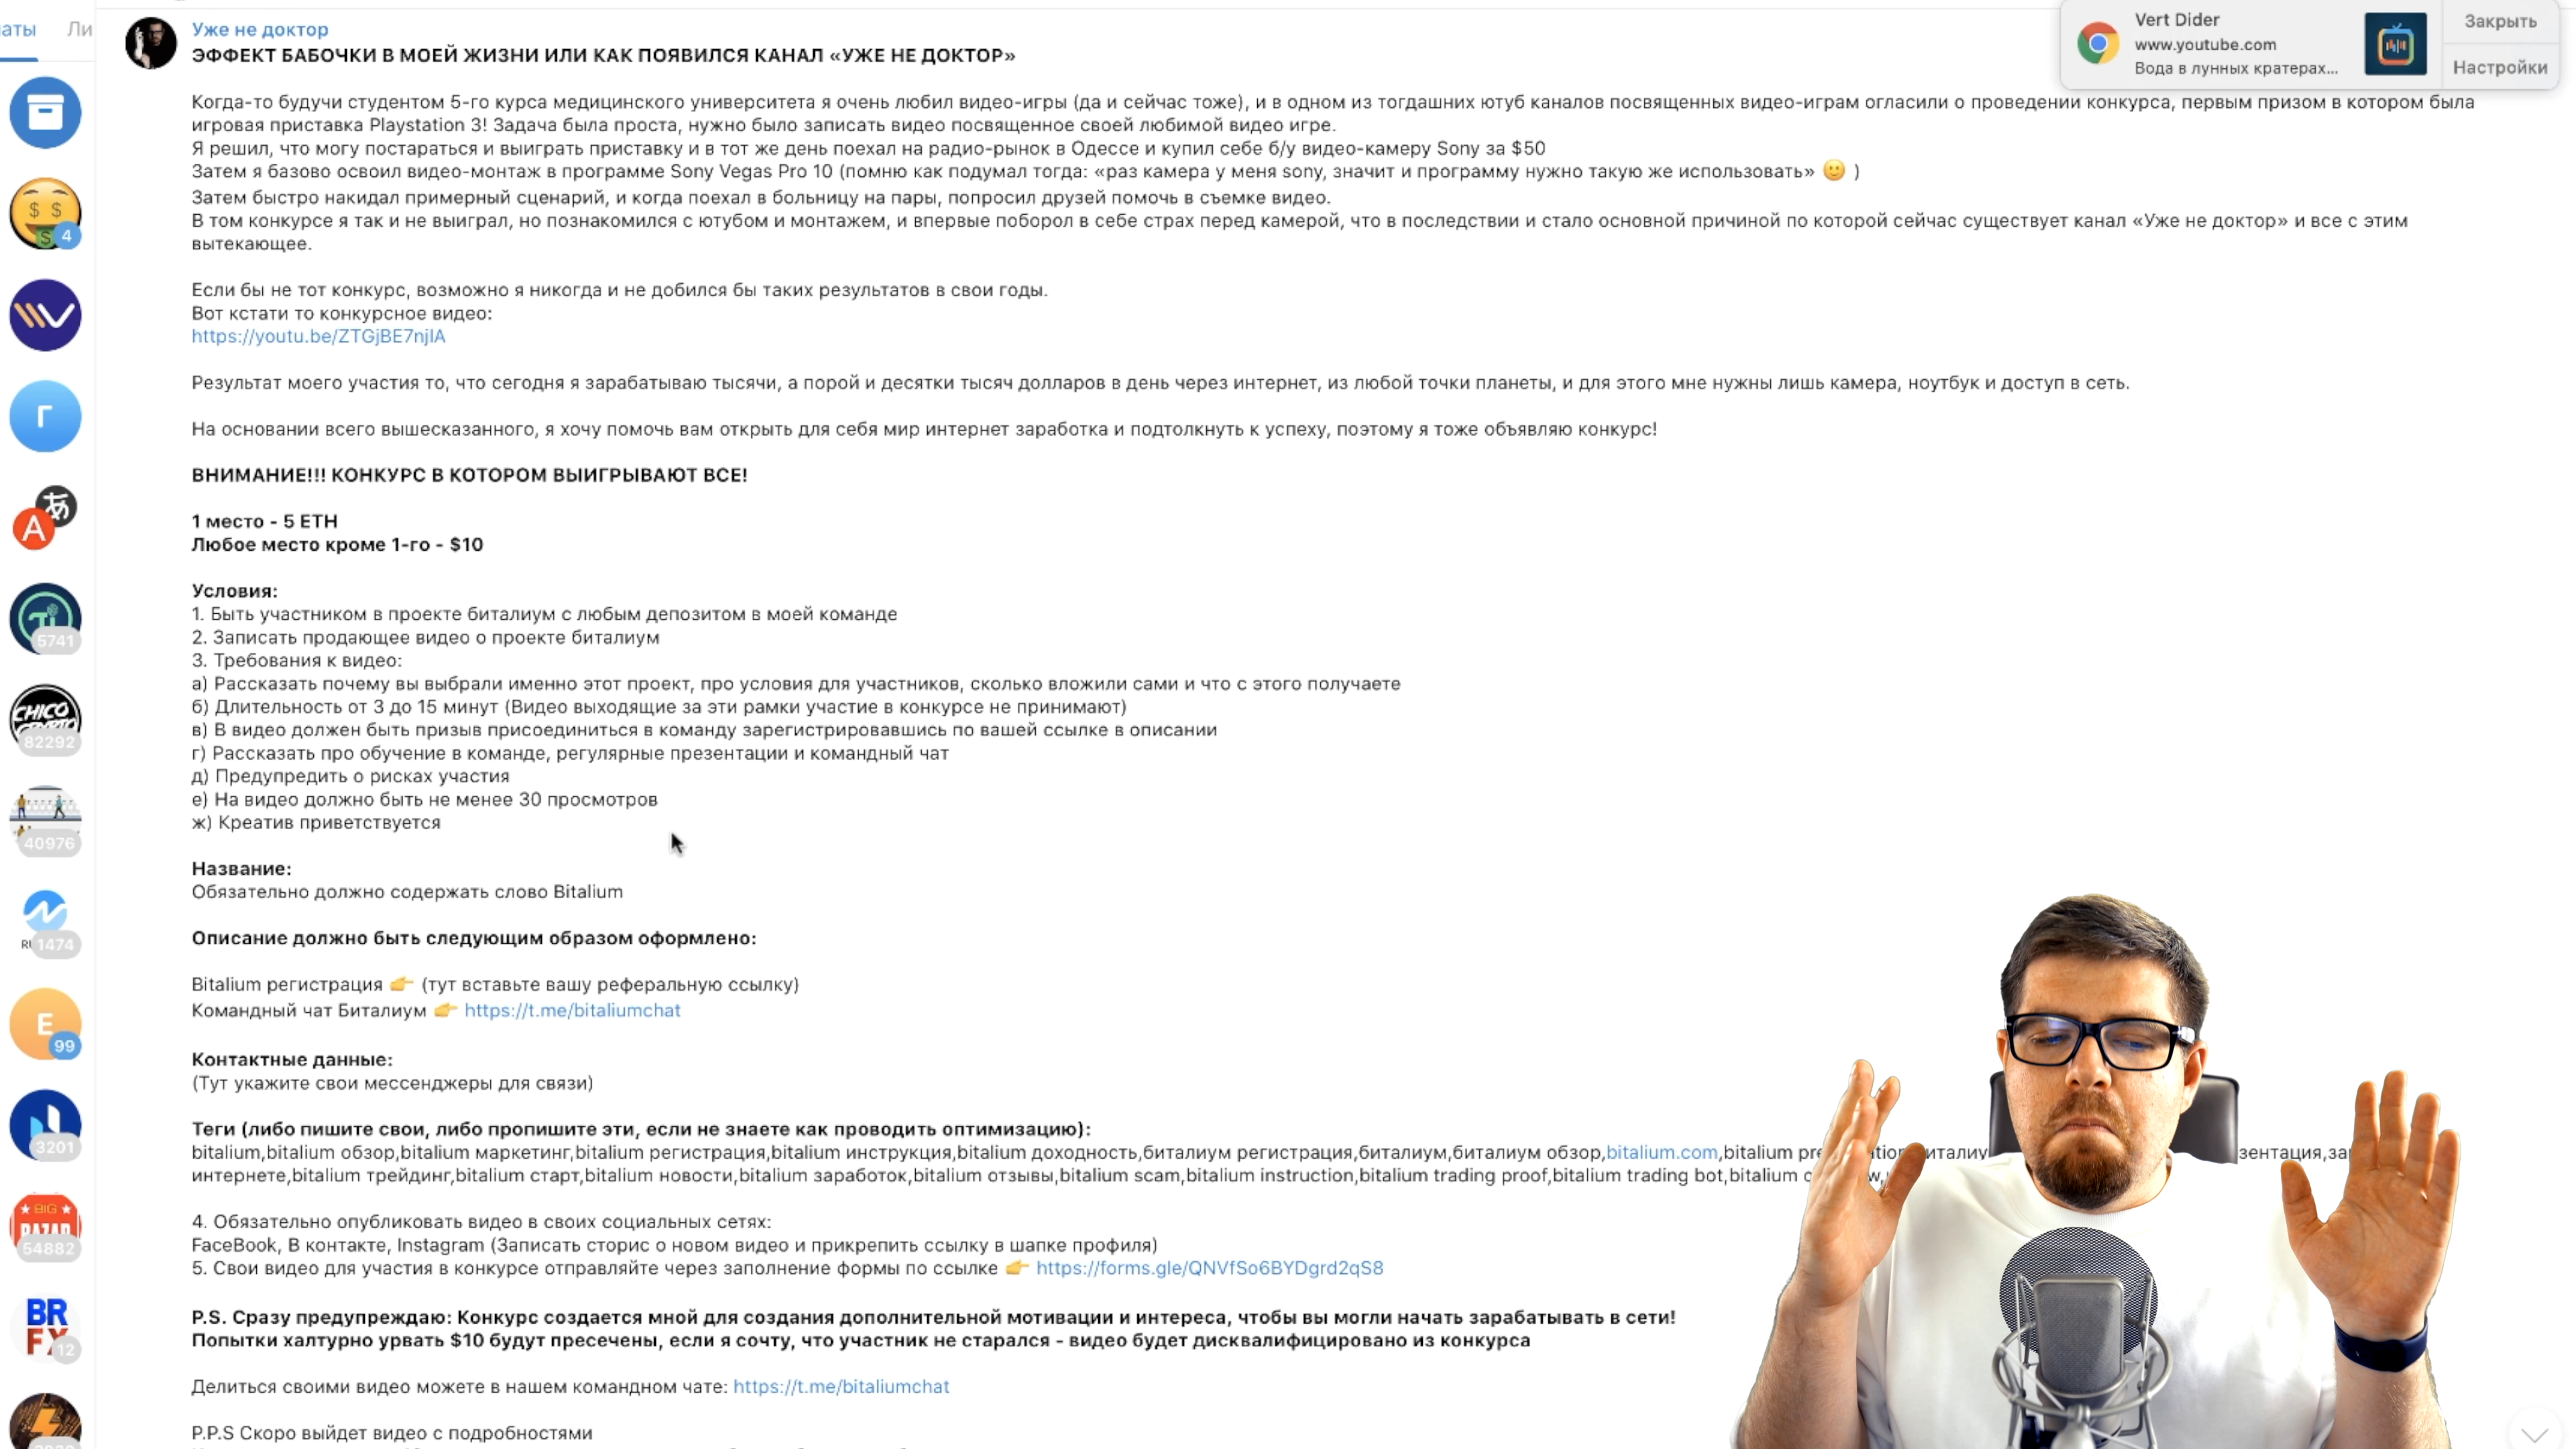 аты
Ли
Уже не доктор
ЭФФЕКТ БАБОЧКИ В МОЕЙ ЖИЗНИ ИЛИ КАК ПОЯВИЛСЯ КАНАЛ «УЖЕ НЕ ДОКТОР»
Vert Dider
www.youtube.com
Вода в лунных кратерах...
Закрыть
Настройки
Когда-то будучи студентом 5-го курса медицинского университета я очень любил видео-игры (да и сейчас тоже), и в одном из тогдашних ютуб каналов посвященных видео-играм огласили о проведении конкурса, первым призом в котором была
игровая приставка Playstation 3! Задача была проста, нужно было записать видео посвященное своей любимой видео игре.
Я решил, что могу постараться и выиграть приставку и в тот же день поехал на радио-рынок в Одессе и купил себе б/у видео-камеру Sony за $50
Затем я базово освоил видео-монтаж в программе Sony Vegas Pro 10 (помню как подумал тогда: «раз камера у меня sony, значит и программу нужно такую же использовать» 🙂 )
Затем быстро накидал примерный сценарий, и когда поехал в больницу на пары, попросил друзей помочь в съемке видео.
В том конкурсе я так и не выиграл, но познакомился с ютубом и монтажем, и впервые поборол в себе страх перед камерой, что в последствии и стало основной причиной по которой сейчас существует канал «Уже не доктор» и все с этим
вытекающее.
Если бы не тот конкурс, возможно я никогда и не добился бы таких результатов в свои годы.
Вот кстати то конкурсное видео:
https://youtu.be/ZTGjBE7njlA
Результат моего участия то, что сегодня я зарабатываю тысячи, а порой и десятки тысяч долларов в день через интернет, из любой точки планеты, и для этого мне нужны лишь камера, ноутбук и доступ в сеть.
На основании всего вышесказанного, я хочу помочь вам открыть для себя мир интернет заработка и подтолкнуть к успеху, поэтому я тоже объявляю конкурс!
ВНИМАНИЕ!!! КОНКУРС В КОТОРОМ ВЫИГРЫВАЮТ ВСЕ!
1 место - 5 ETH
Любое место кроме 1-го - $10
Условия:
1. Быть участником в проекте биталиум с любым депозитом в моей команде
2. Записать продающее видео о проекте биталиум
3. Требования к видео:
а) Рассказать почему вы выбрали именно этот проект, про условия для участников, сколько вложили сами и что с этого получаете
б) Длительность от 3 до 15 минут (Видео выходящие за эти рамки участие в конкурсе не принимают)
в) В видео должен быть призыв присоединиться в команду зарегистрировавшись по вашей ссылке в описании
г) Рассказать про обучение в команде, регулярные презентации и командный чат
д) Предупредить о рисках участия
е) На видео должно быть не менее 30 просмотров
ж) Креатив приветствуется
Название:
Обязательно должно содержать слово Bitalium
Описание должно быть следующим образом оформлено:
Bitalium регистрация 👉 (тут вставьте вашу реферальную ссылку)
Командный чат Биталиум 👉 https://t.me/bitaliumchat
Контактные данные:
(Тут укажите свои мессенджеры для связи)
Теги (либо пишите свои, либо пропишите эти, если не знаете как проводить оптимизацию):
bitalium,bitalium обзор,bitalium маркетинг,bitalium регистрация,bitalium инструкция,bitalium доходность,биталиум регистрация,биталиум,биталиум обзор,bitalium.com,bitalium
интернете,bitalium трейдинг,bitalium старт,bitalium новости,bitalium заработок,bitalium отзывы,bitalium scam,bitalium instruction,bitalium trading proof,bitalium trading bot,bitalium
4. Обязательно опубликовать видео в своих социальных сетях:
FaceBook, В контакте, Instagram (Записать сторис о новом видео и прикрепить ссылку в шапке профиля)
5. Свои видео для участия в конкурсе отправляйте через заполнение формы по ссылке 👉 https://forms.gle/QNVfSo6BYDgrd2qS8
P.S. Сразу предупреждаю: Конкурс создается мной для создания дополнительной мотивации и интереса, чтобы вы могли начать зарабатывать в сети!
Попытки халтурно урвать $10 будут пресечены, если я сочту, что участник не старался - видео будет дисквалифицировано из конкурса
Делиться своими видео можете в нашем командном чате: https://t.me/bitaliumchat
P.P.S Скоро выйдет видео с подробностями
4
Г
A
あ
5741
CHICO
82292
40976
1474
E
99
3201
BIG
54882
BR
FX
12